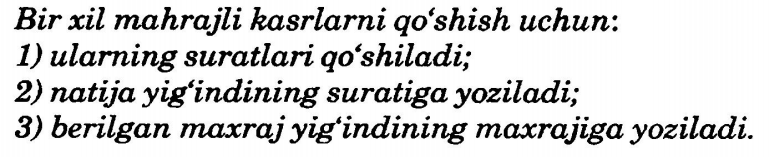 Bir xil mahrajli kasrlarni qo‘shish uchun:
1) ularning suratlari qo‘shiladi;
2) natija yig‘indining suratiga yoziladi;
3) berilgan maxraj yig‘indining maxrajiga yoziladi.